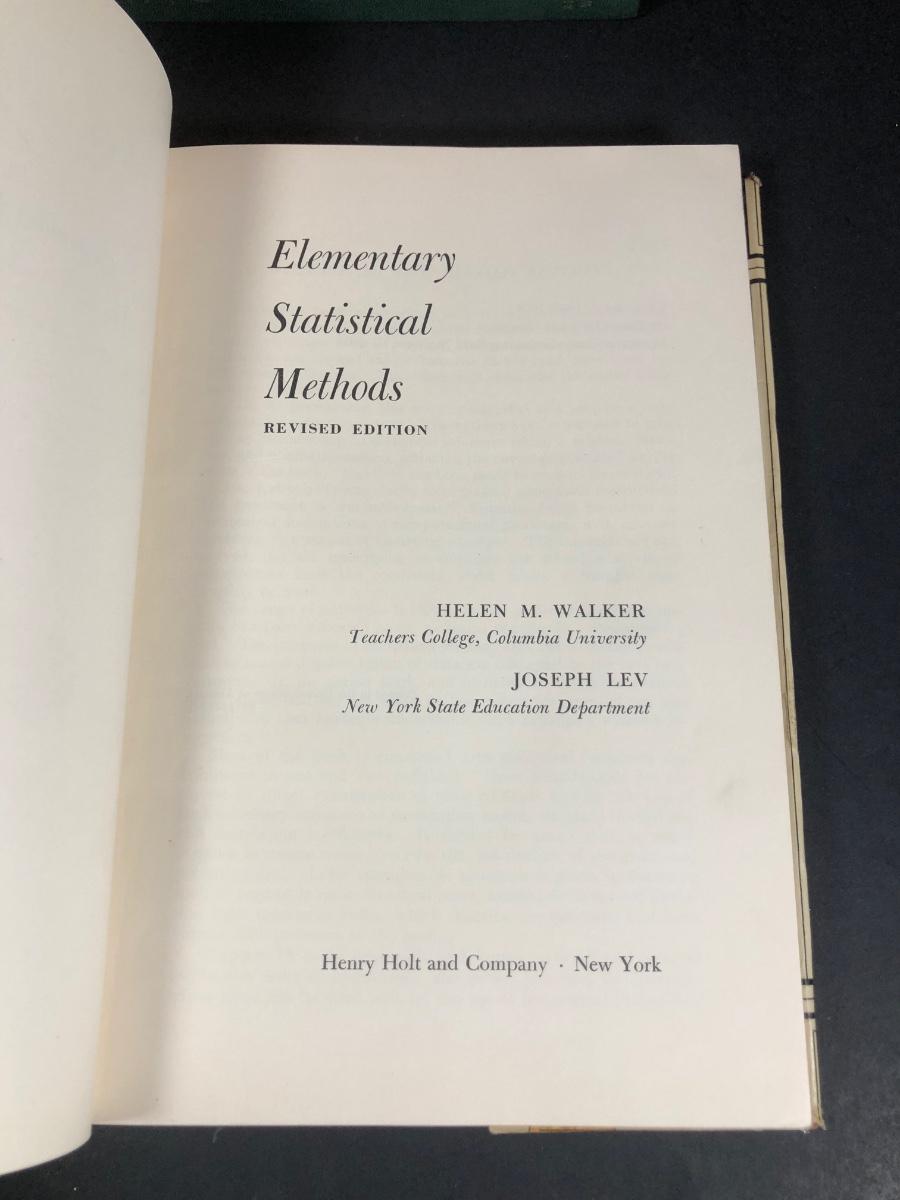 Elementary
Statistical
Methods
REVISED EDITION
HELEN M. WALKER
Teachers College, Columbia University
JOSEPH LEV
New York State Education Department
Henry Holt and Company · New York